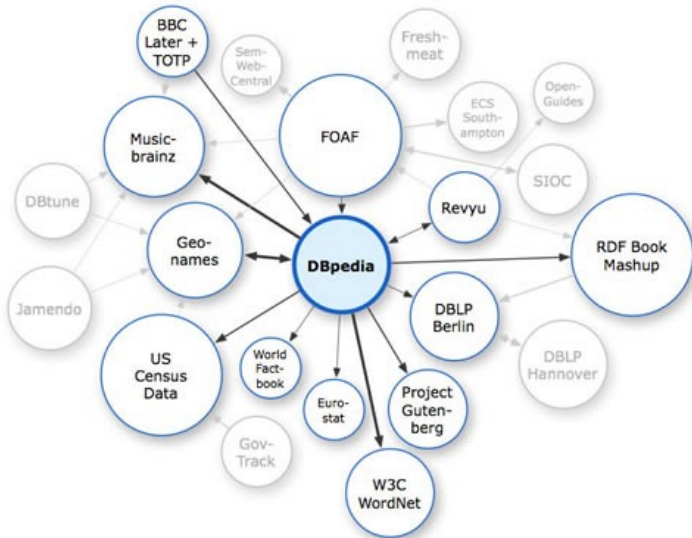 BBC
Later +
TOTP
Sem-
Web-
Central
Fresh-
meat
Open-
Guides
ECS
South-
ampton
FOAF
Music-
brainz
SIOC
DBtune
Revyu
Geo-
names
DBpedia
RDF Book
Mashup
Jamendo
DBLP
Berlin
US
Census
Data
World
Fact-
book
DBLP
Hannover
Euro-
stat
Project
Guten-
berg
Gov-
Track
W3C
WordNet